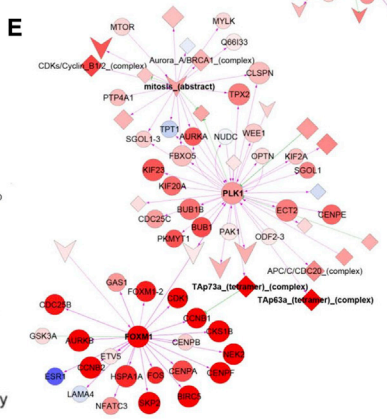 E
MTOR
MYLK
Q66I33
Aurora_A/BRCA1_(complex)
CDKs/Cyclin_B1/2_(complex)
CLSPN
mitosis_(abstract)
PTP4A1
TPX2
TPT1
SGOL1-3
AURKA
NUDC
WEE1
FBXO5
OPTN
KIF2A
SGOL1
KIF23
KIF20A
PLK1
CDC25C
BUB1B
ECT2
CENPE
BUB1
PKMYT1
PAK1
ODF2-3
APC/C/CDC20_(complex)
GAS1
TAp73a_(tetramer)_(complex)
FOXM1-2
CDK1
TAp63a_(tetramer)_(complex)
CDC25B
CCNB1
CKS1B
GSK3A
AURKB
FOXM1
CENPB
NEK2
ETV5
ESR1
CCNB2
HSPA1A
FOS
CENPA
CENPF
LAMA4
NFATC3
SKP2
BIRC5
y